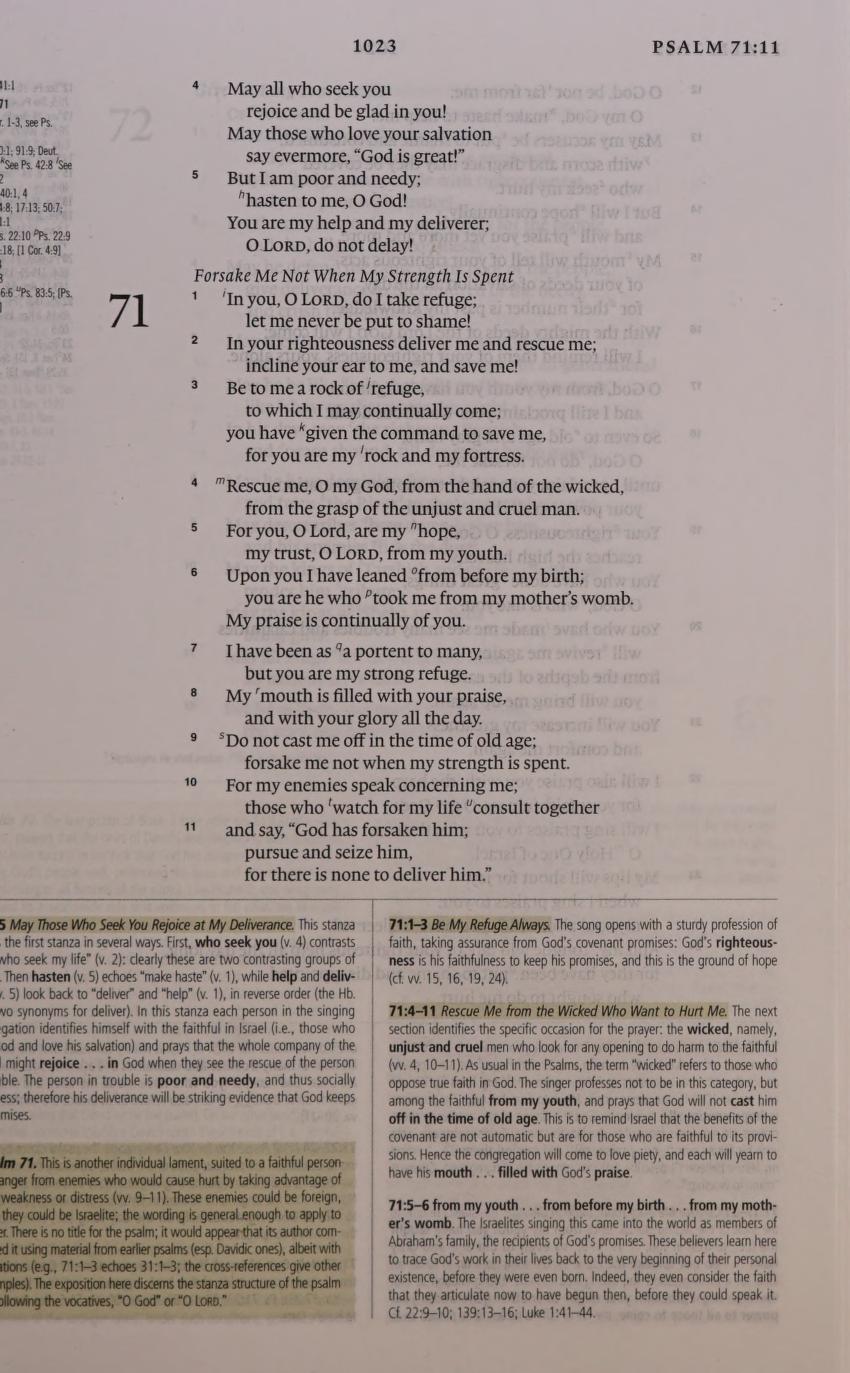 1023
PSALM 71:11
11:1
71
r. 1-3, see Ps.
0:1; 91:9; Deut.
kSee Ps. 42:8 lSee
2
40:1, 4
1:8; 17:13; 50:7;
1:1
s. 22:10 pPs. 22:9
:18; [1 Cor. 4:9]
3
6:6 uPs. 83:5; [Ps.
]
4 May all who seek you
rejoice and be glad in you!
May those who love your salvation
say evermore, “God is great!”
5 But I am poor and needy;
hhasten to me, O God!
You are my help and my deliverer;
O LORD, do not delay!
Forsake Me Not When My Strength Is Spent
71
1 iIn you, O LORD, do I take refuge;
let me never be put to shame!
2 In your righteousness deliver me and rescue me;
incline your ear to me, and save me!
3 Be to me a rock of jrefuge,
to which I may continually come;
you have kgiven the command to save me,
for you are my lrock and my fortress.
4 mRescue me, O my God, from the hand of the wicked,
from the grasp of the unjust and cruel man.
5 For you, O Lord, are my nhope,
my trust, O LORD, from my youth.
6 Upon you I have leaned ofrom before my birth;
you are he who ptook me from my mother’s womb.
My praise is continually of you.
7 I have been as qa portent to many,
but you are my strong refuge.
8 My rmouth is filled with your praise,
and with your glory all the day.
9 sDo not cast me off in the time of old age;
forsake me not when my strength is spent.
10 For my enemies speak concerning me;
those who twatch for my life uconsult together
11 and say, “God has forsaken him;
pursue and seize him,
for there is none to deliver him.”
5 May Those Who Seek You Rejoice at My Deliverance. This stanza
the first stanza in several ways. First, who seek you (v. 4) contrasts
who seek my life” (v. 2): clearly these are two contrasting groups of
Then hasten (v. 5) echoes “make haste” (v. 1), while help and deliv-
. 5) look back to “deliver” and “help” (v. 1), in reverse order (the Hb.
wo synonyms for deliver). In this stanza each person in the singing
gation identifies himself with the faithful in Israel (i.e., those who
od and love his salvation) and prays that the whole company of the
might rejoice . . . in God when they see the rescue of the person
ble. The person in trouble is poor and needy, and thus socially
ess; therefore his deliverance will be striking evidence that God keeps
mises.
lm 71. This is another individual lament, suited to a faithful person
anger from enemies who would cause hurt by taking advantage of
weakness or distress (vv. 9–11). These enemies could be foreign,
they could be Israelite; the wording is general enough to apply to
r. There is no title for the psalm; it would appear that its author com-
d it using material from earlier psalms (esp. Davidic ones), albeit with
ations (e.g., 71:1–3 echoes 31:1–3; the cross-references give other
nples). The exposition here discerns the stanza structure of the psalm
ollowing the vocatives, “O God” or “O LORD.”
71:1–3 Be My Refuge Always. The song opens with a sturdy profession of
faith, taking assurance from God’s covenant promises: God’s righteous-
ness is his faithfulness to keep his promises, and this is the ground of hope
(cf. vv. 15, 16, 19, 24).
71:4–11 Rescue Me from the Wicked Who Want to Hurt Me. The next
section identifies the specific occasion for the prayer: the wicked, namely,
unjust and cruel men who look for any opening to do harm to the faithful
(vv. 4, 10–11). As usual in the Psalms, the term “wicked” refers to those who
oppose true faith in God. The singer professes not to be in this category, but
among the faithful from my youth, and prays that God will not cast him
off in the time of old age. This is to remind Israel that the benefits of the
covenant are not automatic but are for those who are faithful to its provi-
sions. Hence the congregation will come to love piety, and each will yearn to
have his mouth . . . filled with God’s praise.
71:5–6 from my youth . . . from before my birth . . . from my moth-
er’s womb. The Israelites singing this came into the world as members of
Abraham’s family, the recipients of God’s promises. These believers learn here
to trace God’s work in their lives back to the very beginning of their personal
existence, before they were even born. Indeed, they even consider the faith
that they articulate now to have begun then, before they could speak it.
Cf. 22:9–10; 139:13–16; Luke 1:41–44.